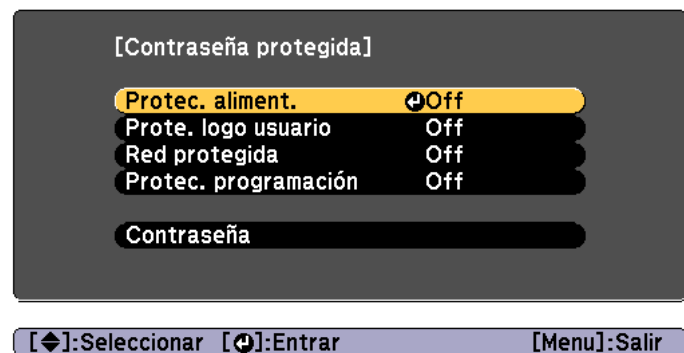 [Contraseña protegida]
Protec. aliment. Off
Prote. logo usuario Off
Red protegida Off
Protec. programación Off
Contraseña
[]:Seleccionar []:Entrar [Menu]:Salir